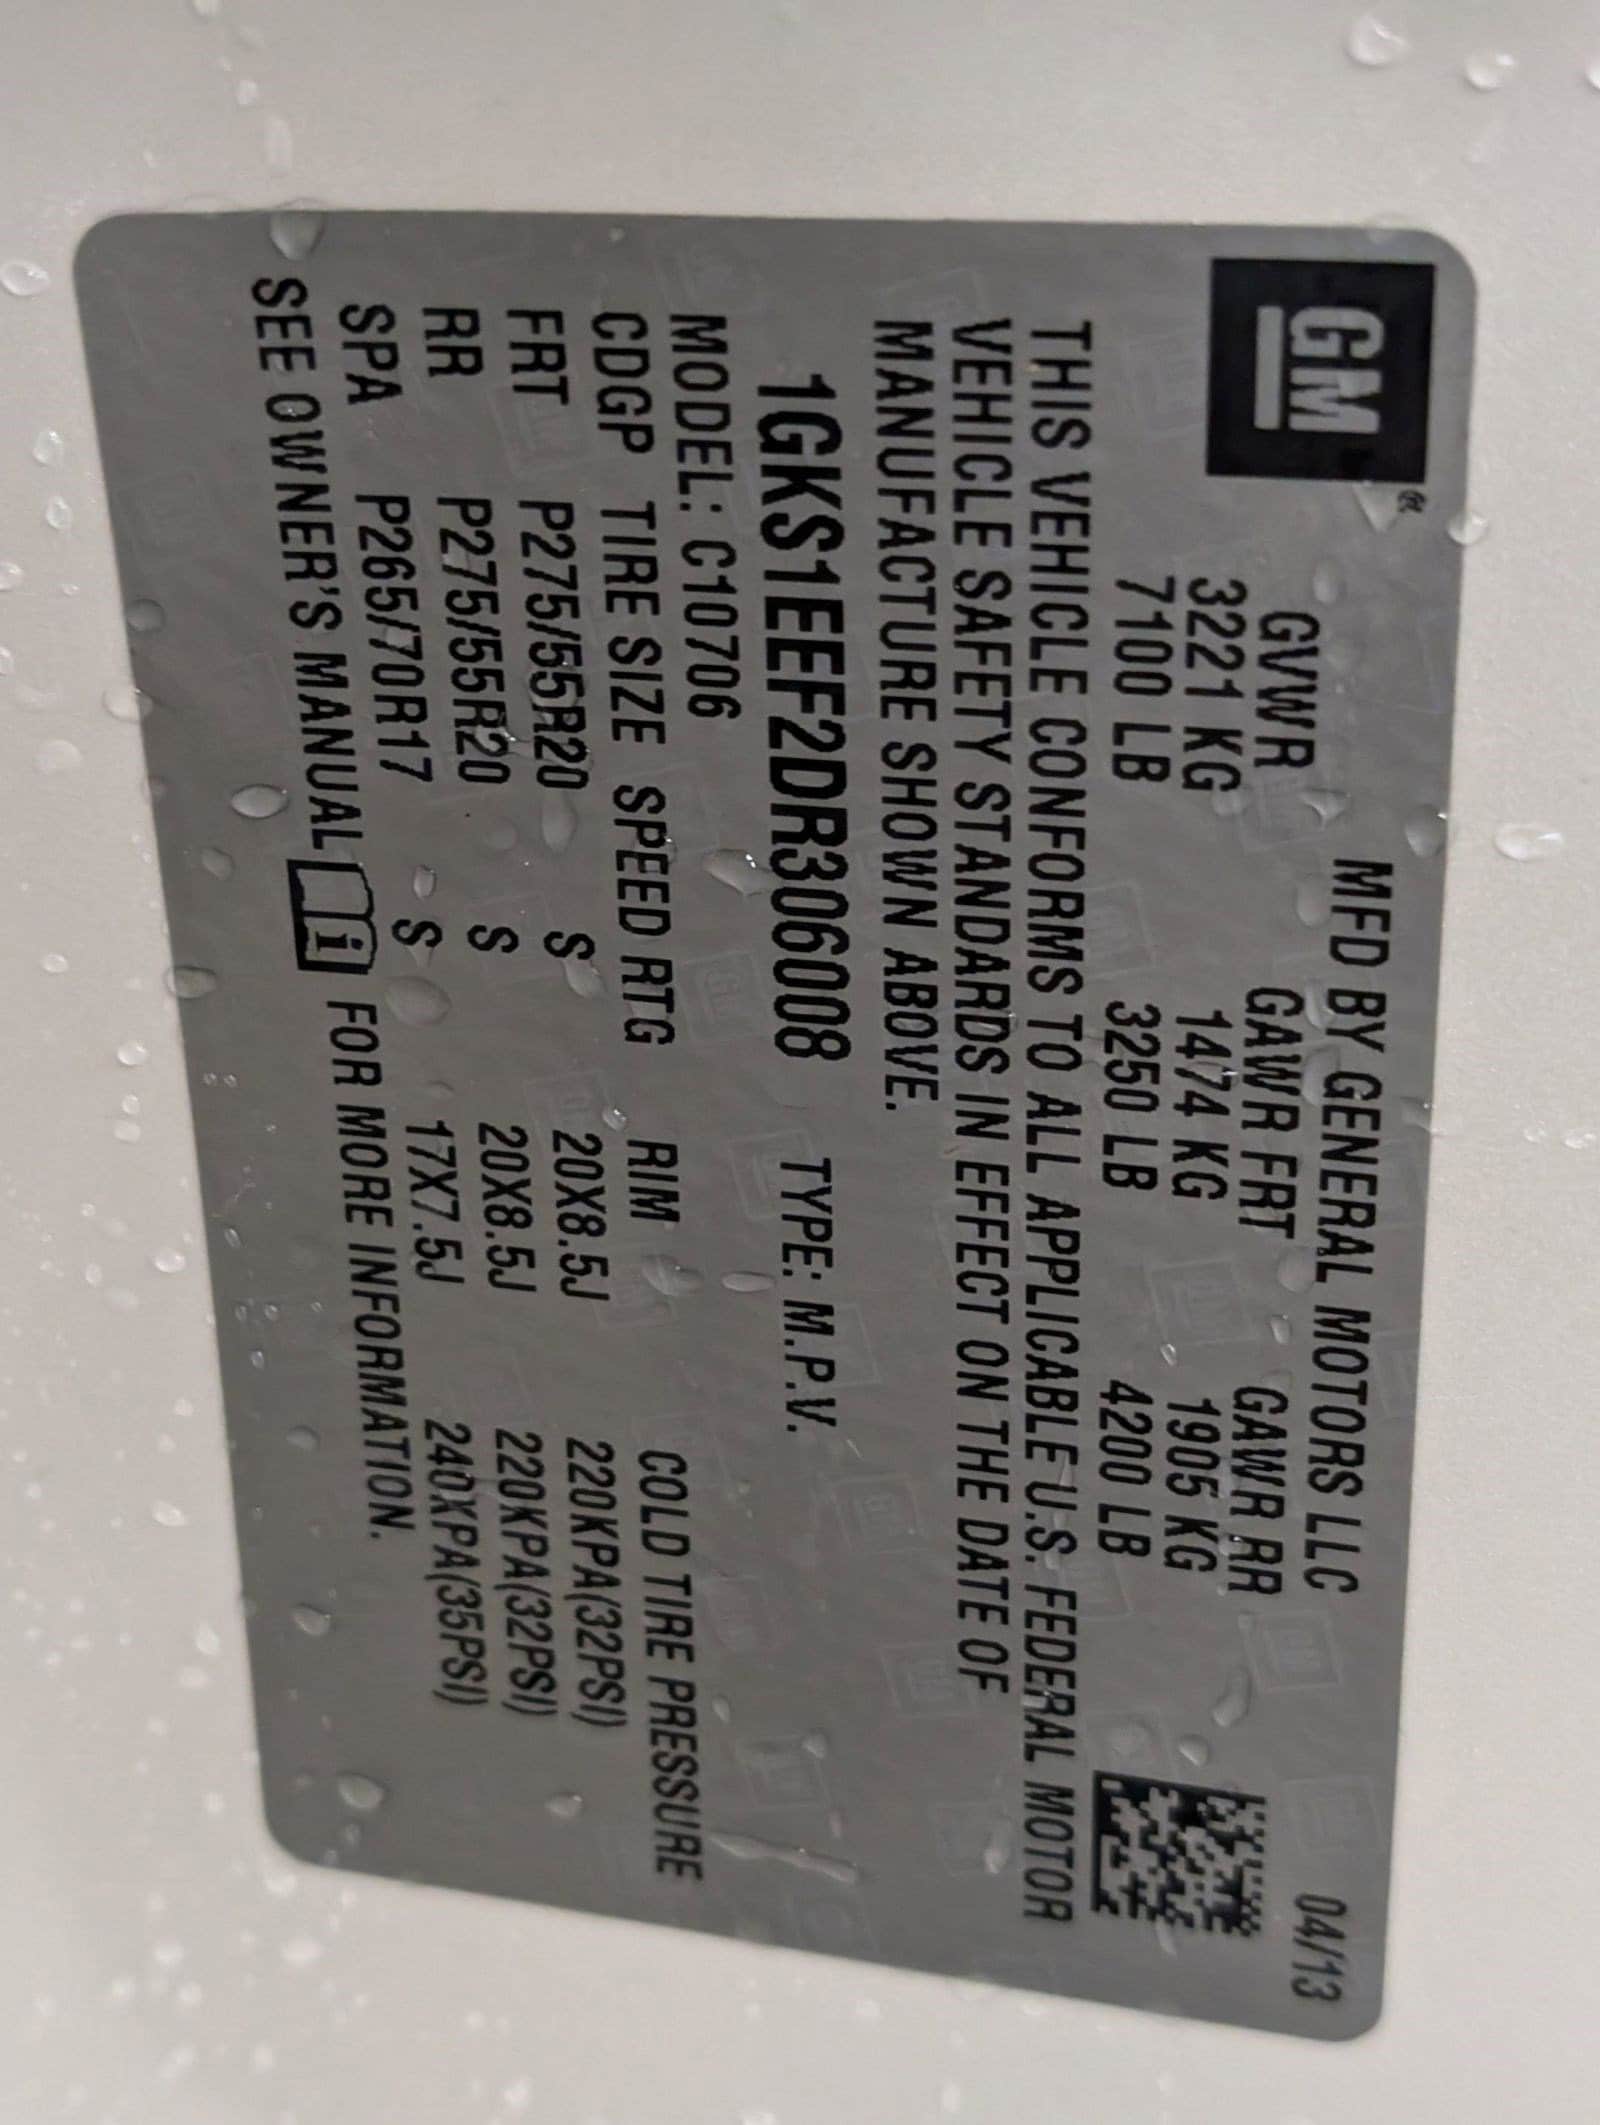 GM®
MFD BY GENERAL MOTORS LLC 04/13
GVWR GAWR FRT GAWR RR
3221 KG 1474 KG 1905 KG
7100 LB 3250 LB 4200 LB
THIS VEHICLE CONFORMS TO ALL APPLICABLE U.S. FEDERAL MOTOR
VEHICLE SAFETY STANDARDS IN EFFECT ON THE DATE OF
MANUFACTURE SHOWN ABOVE.
1GKS1EEF2DR306008 TYPE: M.P.V.
MODEL: C10706
CDGP TIRE SIZE SPEED RTG RIM COLD TIRE PRESSURE
FRT P275/55R20 S 20X8.5J 220KPA(32PSI)
RR P275/55R20 S 20X8.5J 220KPA(32PSI)
SPA P265/70R17 S 17X7.5J 240KPA(35PSI)
SEE OWNER'S MANUAL i FOR MORE INFORMATION.